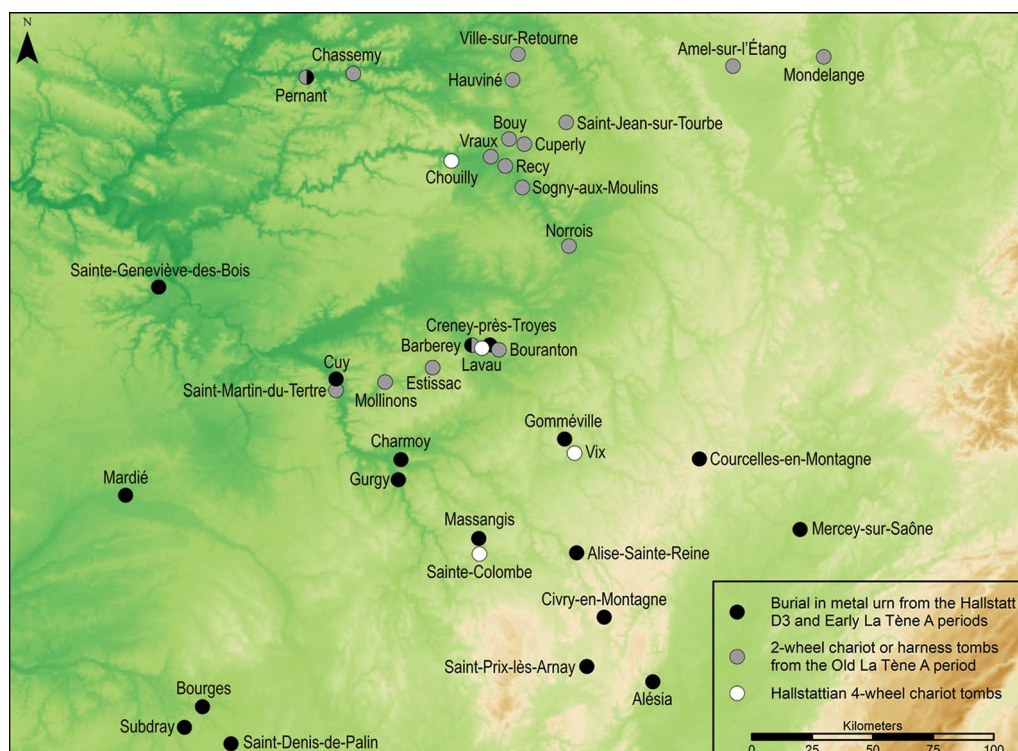 N
Ville-sur-Retourne
Amel-sur-l'Étang
Chassemy
Mondelange
Hauviné
Pernant
Bouy
Saint-Jean-sur-Tourbe
Vraux
Cuperly
Recy
Chouilly
Sogny-aux-Moulins
Norrois
Sainte-Geneviève-des-Bois
Creney-près-Troyes
Barberey
Bouranton
Lavau
Cuy
Estissac
Saint-Martin-du-Tertre
Mollinons
Gomméville
Charmoy
Vix
Courcelles-en-Montagne
Mardié
Gurgy
Massangis
Mercey-sur-Saône
Alise-Sainte-Reine
Sainte-Colombe
Civry-en-Montagne
Saint-Prix-lès-Arnay
Alésia
Bourges
Subdray
Saint-Denis-de-Palin
Burial in metal urn from the Hallstatt
D3 and Early La Tène A periods
2-wheel chariot or harness tombs
from the Old La Tène A period
Hallstattian 4-wheel chariot tombs
Kilometers
0 25 50 75 100